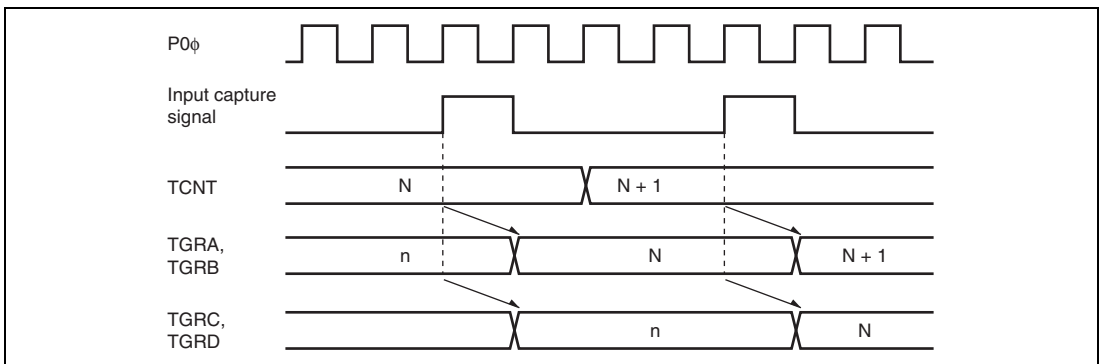 P0ϕ
Input capture
signal
TCNT
N
N + 1
TGRA,
TGRB
n
N
N + 1
TGRC,
TGRD
n
N